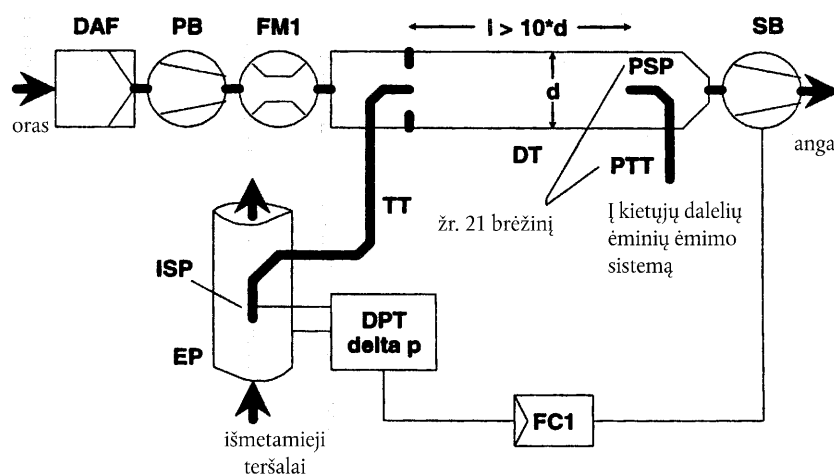 DAF
PB
FM1
l > 10*d
SB
oras
d
PSP
DT
PTT
anga
TT
žr. 21 brėžinį
Į kietųjų dalelių
ėminių ėmimo
sistemą
ISP
EP
DPT
delta p
FC1
išmetamieji
teršalai